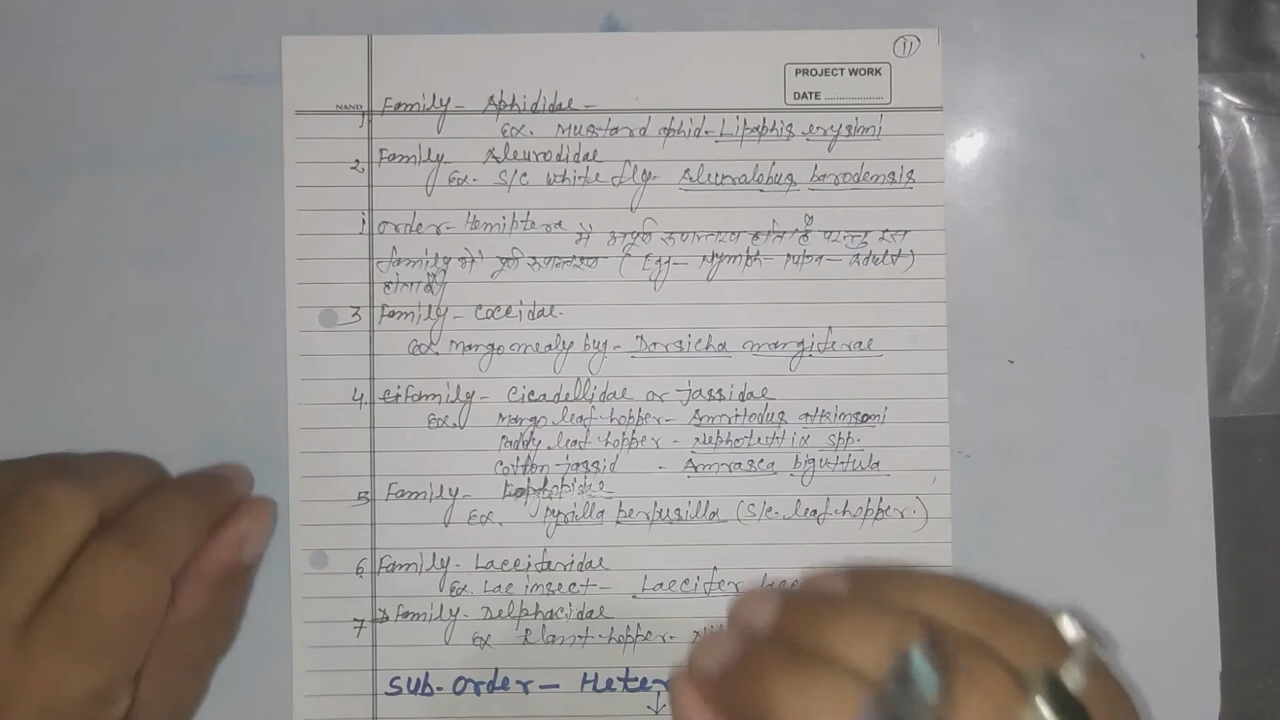 11
PROJECT WORK
DATE ....................
NAND
1 Family - Aphididae -
Ex. Mustard aphid - Lipaphis erysimi
2 Family - Aleurodidae
Ex - S/C white fly - Aleurolobus barodensis
i order - Hemiptera में अपूर्ण रूपान्तरण होता है परन्तु इस
family में पूर्ण रूपान्तरण (Egg - Nymph - Pupa - Adult)
होता है।
3 Family - Coccidae -
Ex. Mango mealy bug - Dorsicha mangiferae
4. Family - Cicadellidae or Jassidae
Ex. Mango leaf hopper - Amritodus atkinsoni
Paddy leaf hopper - Nephotettix spp.
Cotton-jassid - Amrasca biguttula
5 Family -
Ex. Pyrilla perpusilla (S/c. leaf hopper.)
6. Family - Lacciferidae
Ex. Lac insect - Laccifer
7 Family - Delphacidae
Ex Plant-hopper -
Sub-order - Heter
↓